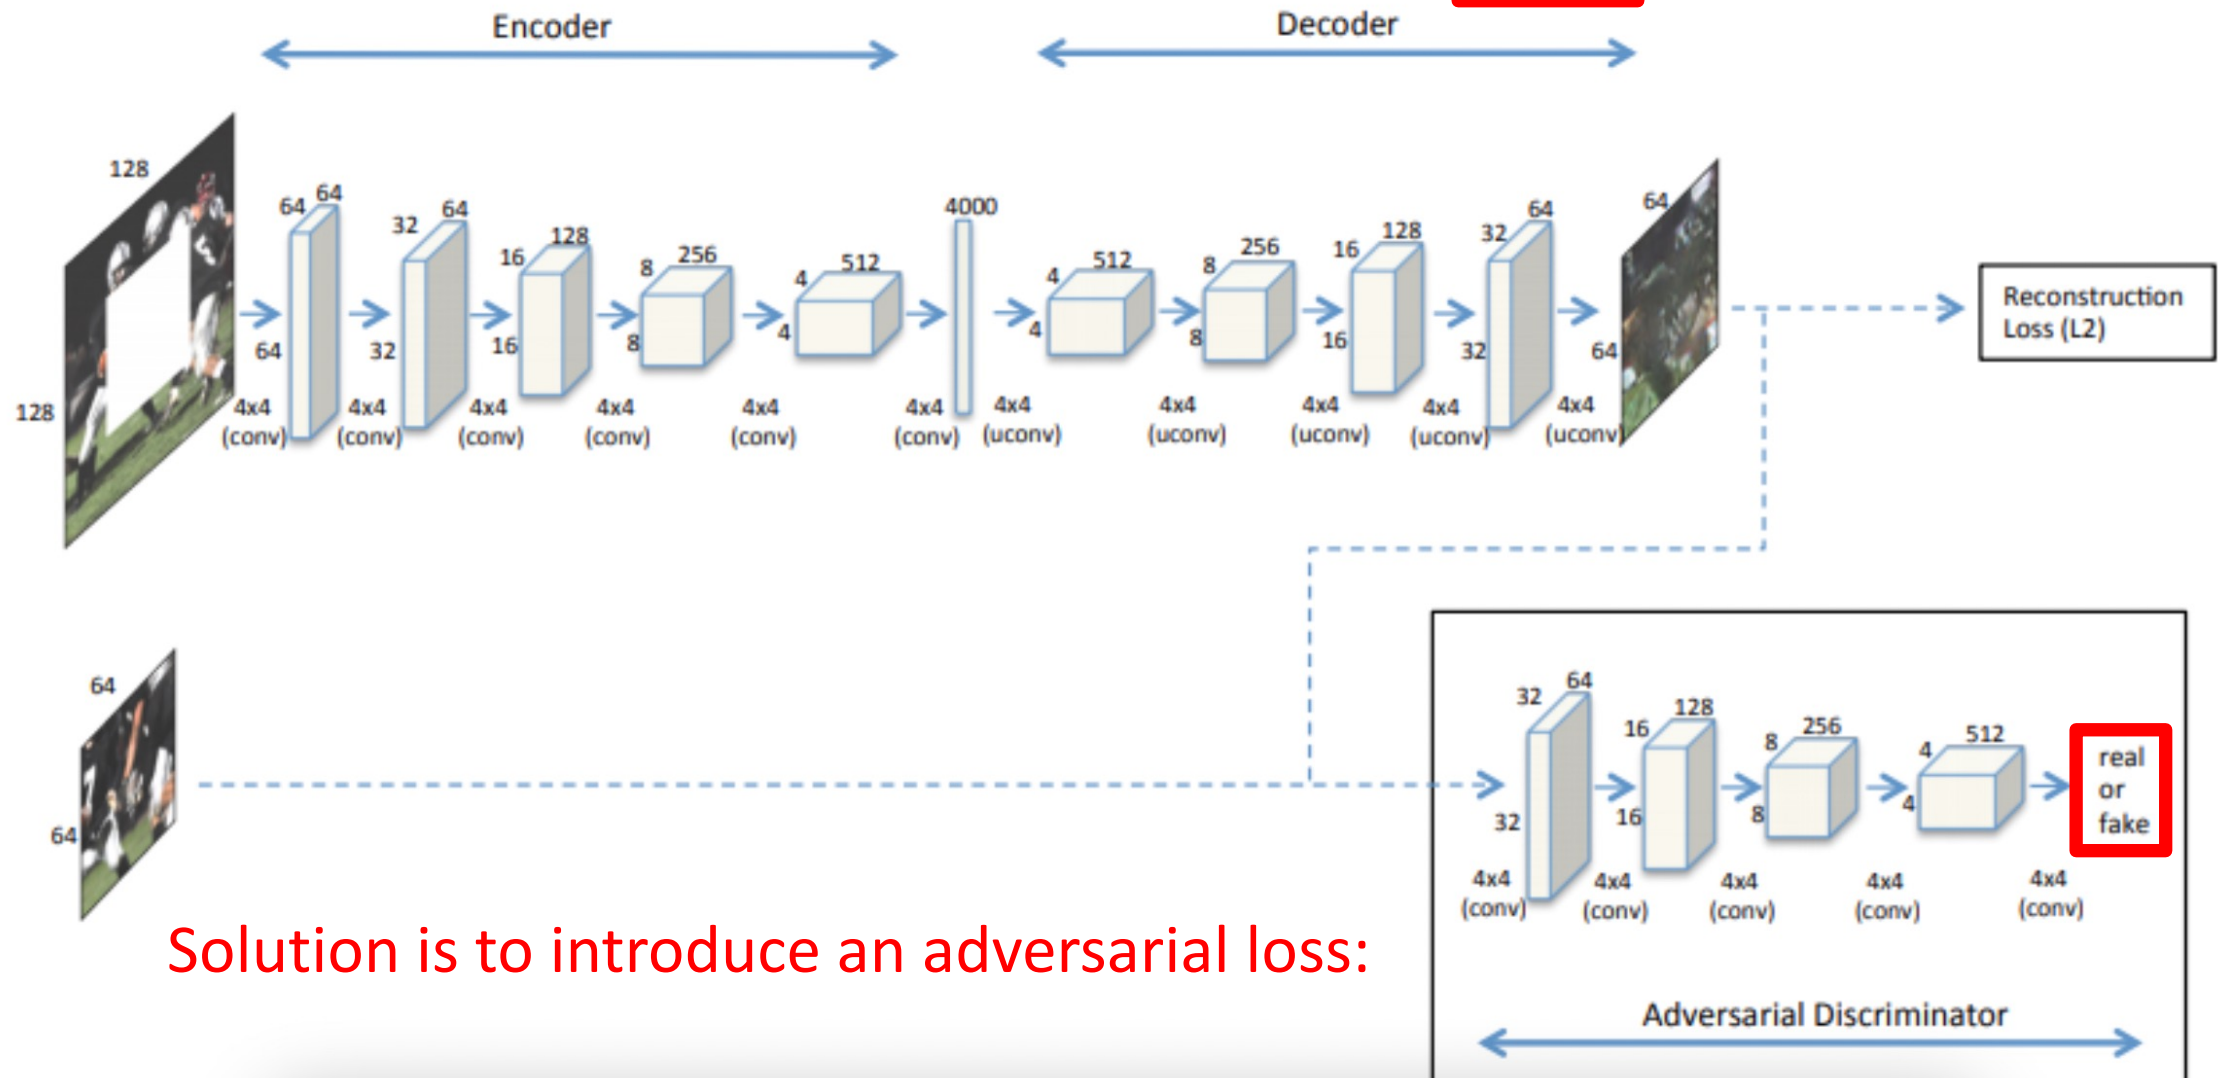 Encoder
Decoder
128
128
64 64
64
32 64
32
16 128
16
8 256
8
4 512
4
4000
4 512
4
8 256
8
16 128
16
32 64
32
64
64
4x4 (conv)
4x4 (conv)
4x4 (conv)
4x4 (conv)
4x4 (conv)
4x4 (conv)
4x4 (uconv)
4x4 (uconv)
4x4 (uconv)
4x4 (uconv)
4x4 (uconv)
Reconstruction
Loss (L2)
64
64
32 64
32
16 128
16
8 256
8
4 512
4
real
or
fake
4x4 (conv)
4x4 (conv)
4x4 (conv)
4x4 (conv)
4x4 (conv)
Solution is to introduce an adversarial loss:
Adversarial Discriminator